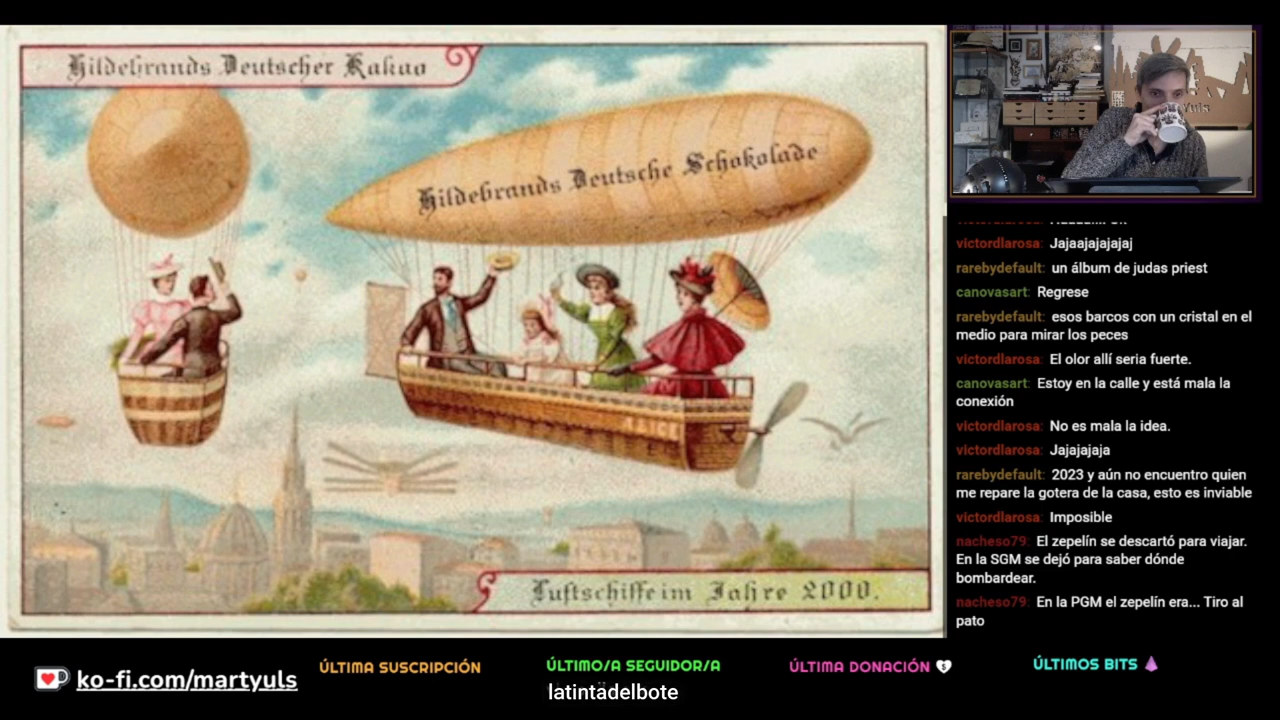 Hildebrands Deutscher Kakao
Hildebrands Deutsche Schokolade
ALICE
Luftschiffe im Jahre 2000.
Yuls
victordlarosa: Jajaajajajajaj
rarebydefault: un álbum de judas priest
canovasart: Regrese
rarebydefault: esos barcos con un cristal en el
medio para mirar los peces
victordlarosa: El olor allí seria fuerte.
canovasart: Estoy en la calle y está mala la
conexión
victordlarosa: No es mala la idea.
victordlarosa: Jajajajaja
rarebydefault: 2023 y aún no encuentro quien
me repare la gotera de la casa, esto es inviable
victordlarosa: Imposible
nacheso79: El zepelín se descartó para viajar.
En la SGM se dejó para saber dónde
bombardear.
nacheso79: En la PGM el zepelín era... Tiro al
pato
ko-fi.com/martyuls
ÚLTIMA SUSCRIPCIÓN
ÚLTIMO/A SEGUIDOR/A
latintädelbote
ÚLTIMA DONACIÓN
ÚLTIMOS BITS